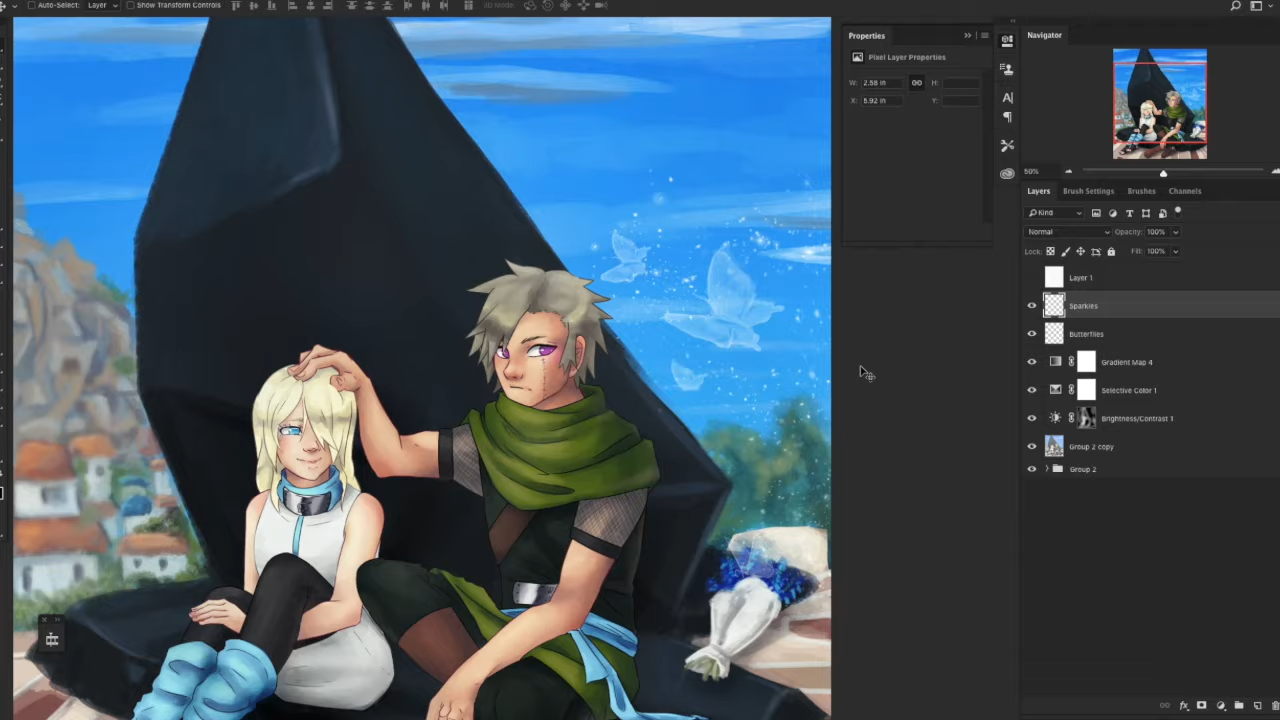 Auto-Select: Layer Show Transform Controls 3D Mode:
Properties
Pixel Layer Properties
W: 2.58 in H:
X: 5.92 in Y:
Navigator
50%
Layers Brush Settings Brushes Channels
Kind
Normal Opacity: 100%
Lock: Fill: 100%
Layer 1
Sparkles
Butterflies
Gradient Map 4
Selective Color 1
Brightness/Contrast 1
Group 2 copy
Group 2